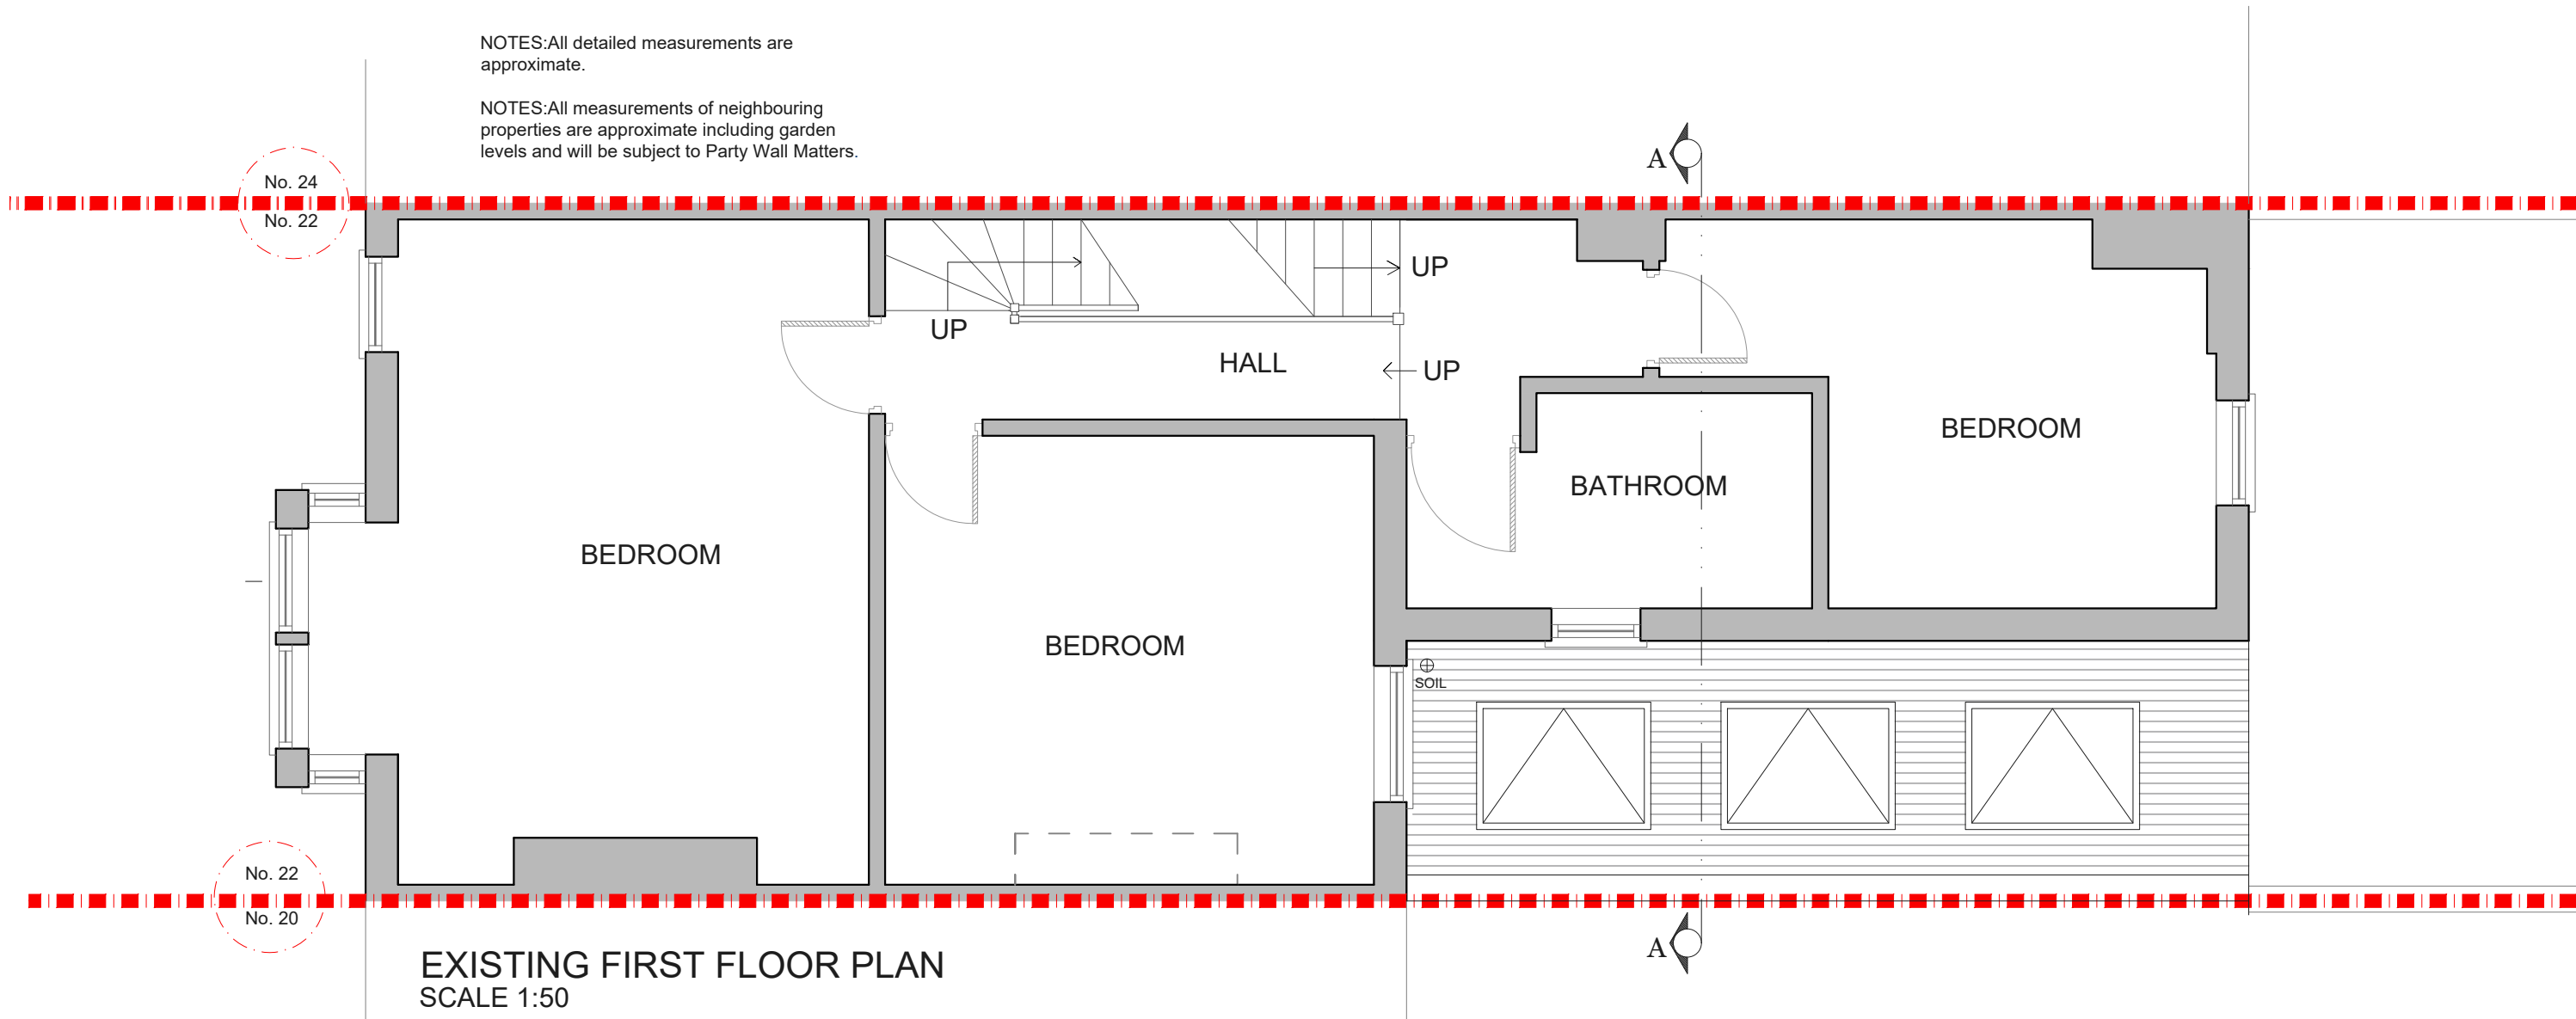 NOTES:All detailed measurements are
approximate.
NOTES:All measurements of neighbouring
properties are approximate including garden
levels and will be subject to Party Wall Matters.
A
No. 24
No. 22
UP
UP
HALL
UP
BEDROOM
BATHROOM
BEDROOM
BEDROOM
SOIL
No. 22
No. 20
A
EXISTING FIRST FLOOR PLAN
SCALE 1:50